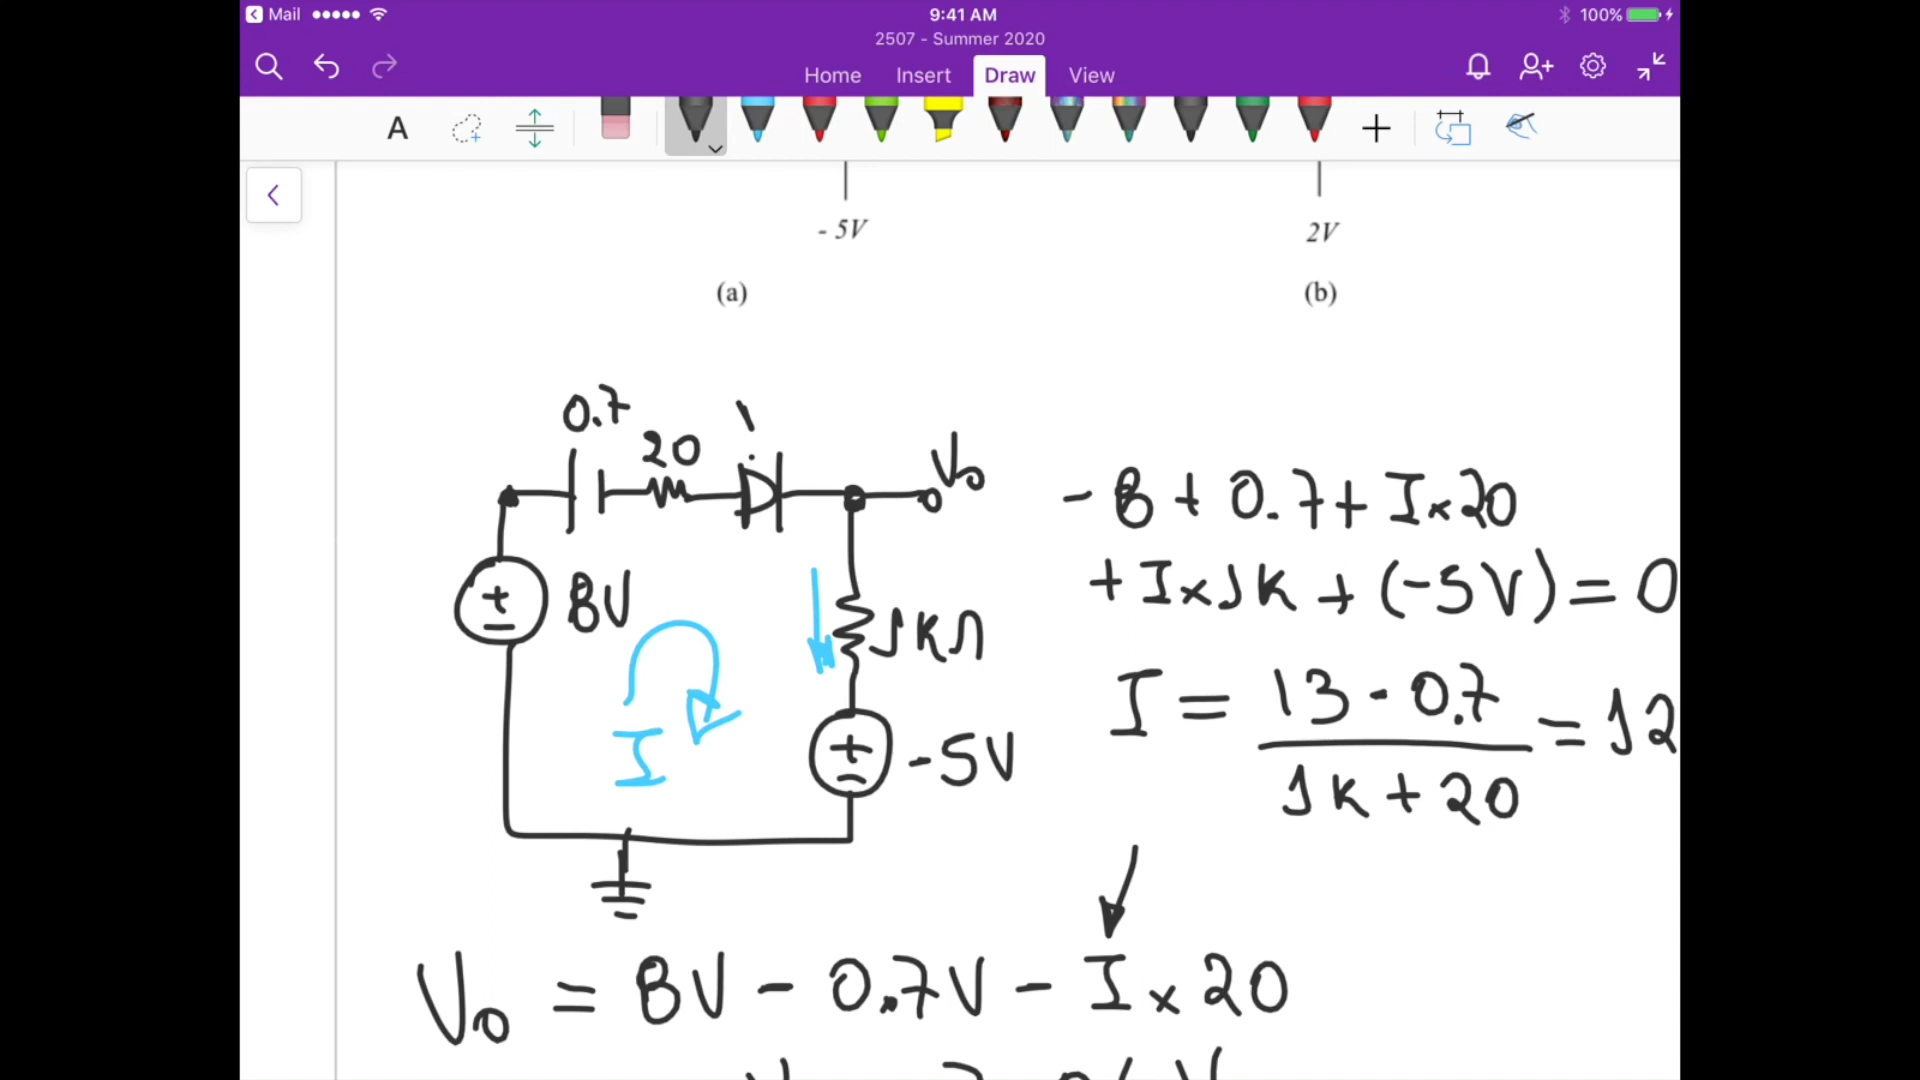 Mail 9:41 AM 100%
2507 - Summer 2020
Home Insert Draw View
A
- 5V 2V
(a) (b)
0.7
20
Vo
8V
1KΩ
I
-5V
- 8 + 0.7 + I×20
+ I×1K + (-5V) = 0
I = 13 - 0.7 / 1K + 20 = 12
Vo = 8V - 0.7V - I × 20